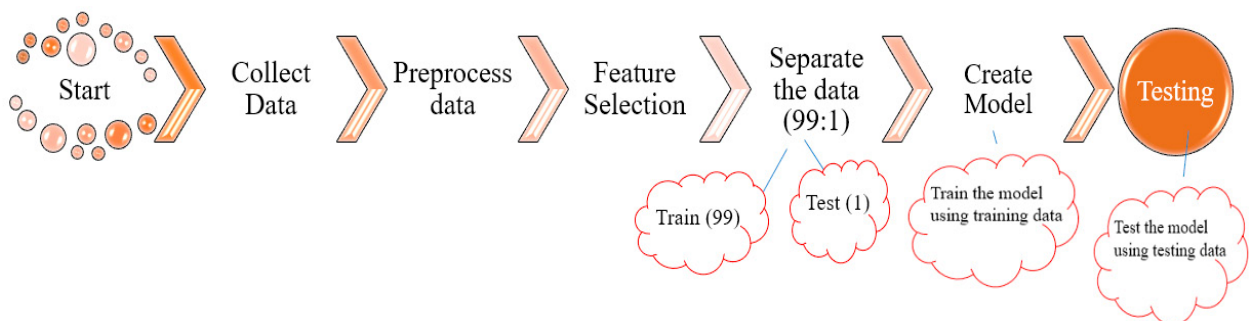 Start
Collect
Data
Preprocess
data
Feature
Selection
Separate
the data
(99:1)
Create
Model
Testing
Train (99)
Test (1)
Train the model
using training data
Test the model
using testing data